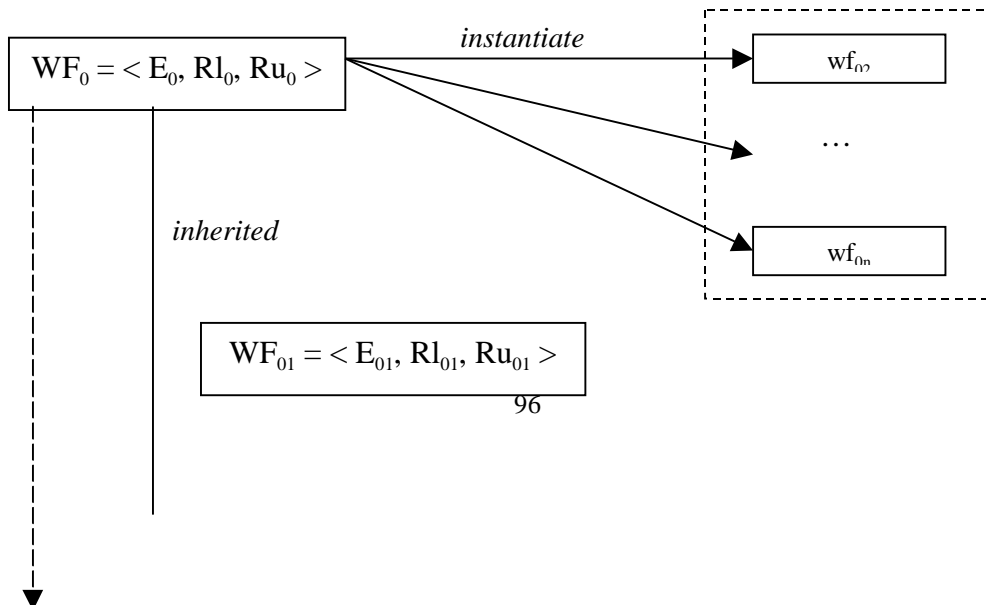 instantiate
WF₀ = < E₀, Rl₀, Ru₀ >
wf₀₂
…
inherited
wf₀ₙ
WF₀₁ = < E₀₁, Rl₀₁, Ru₀₁ >
96